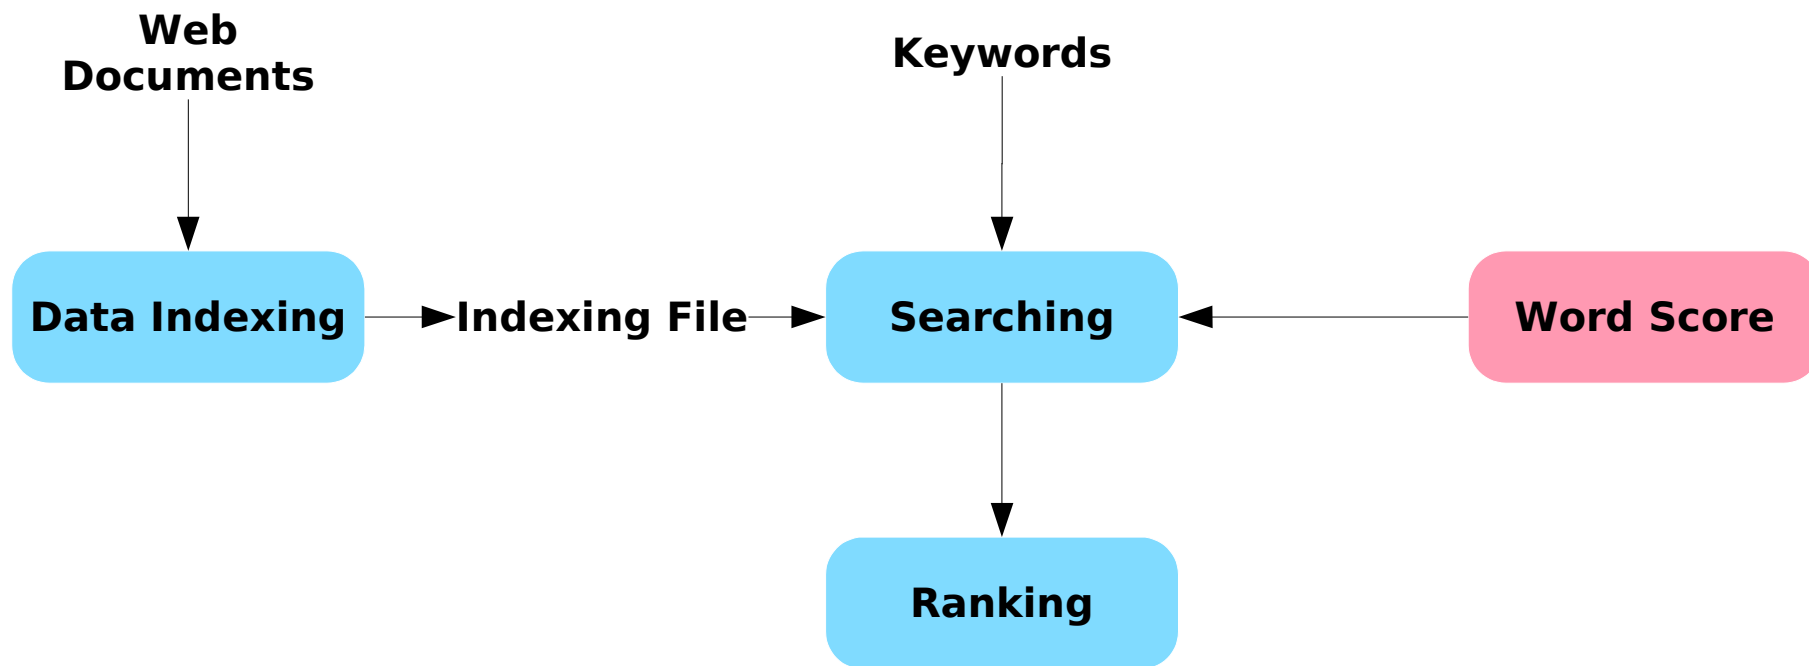 Web
Documents
Keywords
Data Indexing
Indexing File
Searching
Word Score
Ranking